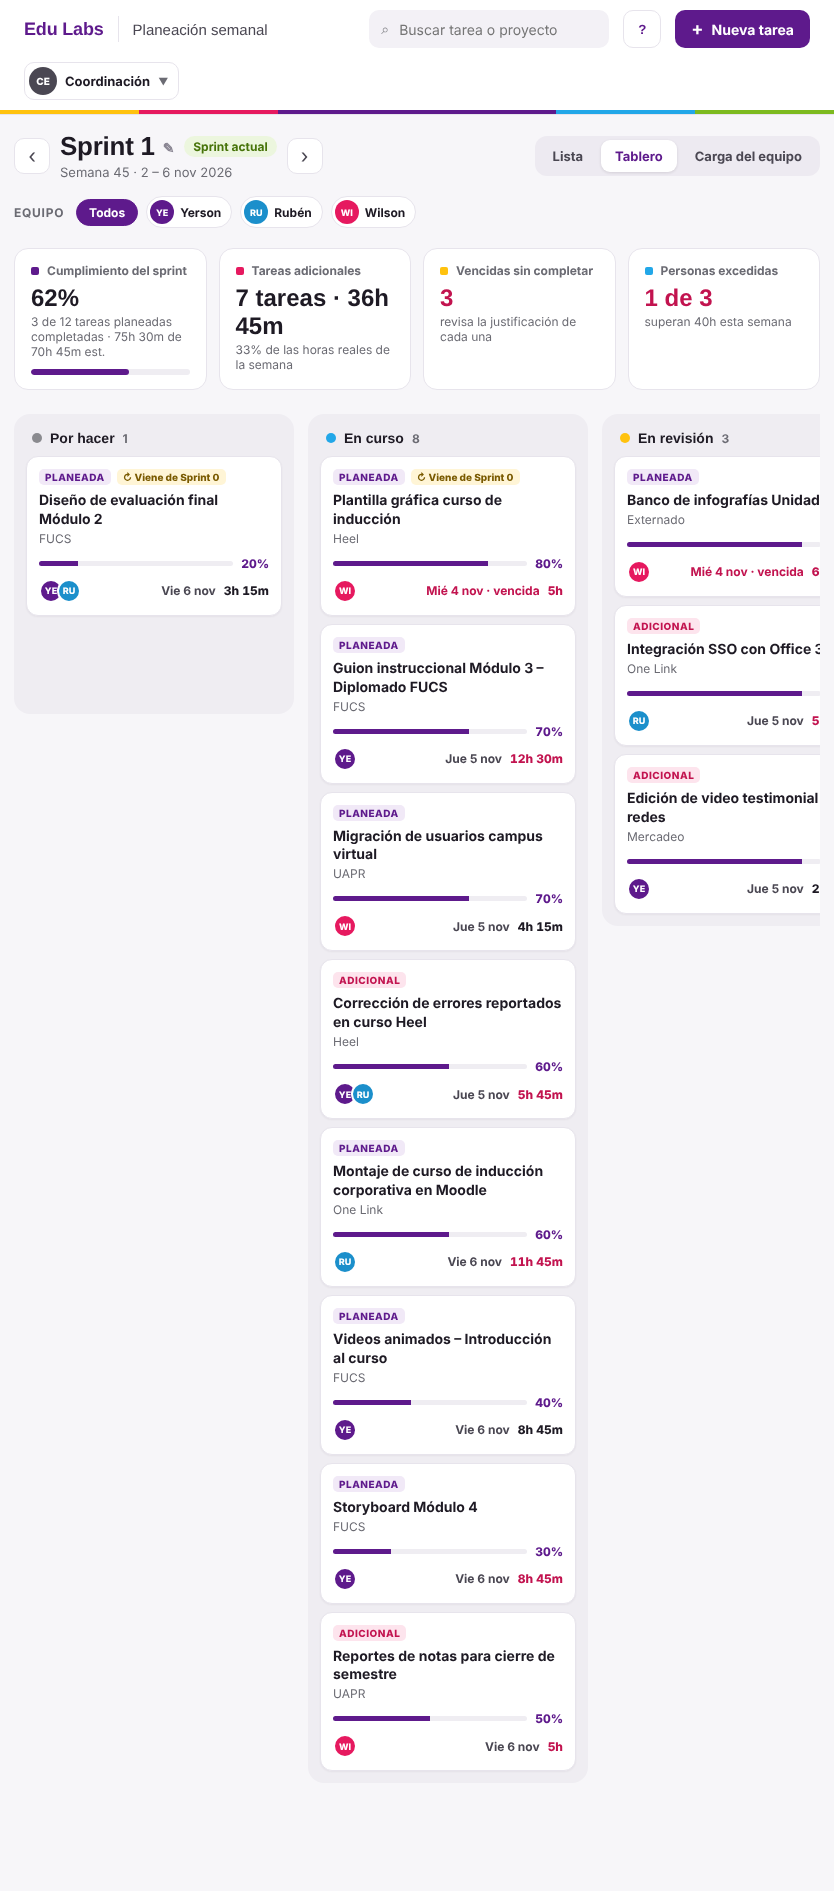 Edu Labs
Planeación semanal
⌕ Buscar tarea o proyecto
?
+ Nueva tarea
CE Coordinación ▼
‹
Sprint 1 ✎ Sprint actual
Semana 45 · 2 – 6 nov 2026
›
Lista Tablero Carga del equipo
EQUIPO Todos YE Yerson RU Rubén WI Wilson
Cumplimiento del sprint
62%
3 de 12 tareas planeadas
completadas · 75h 30m de
70h 45m est.
Tareas adicionales
7 tareas · 36h
45m
33% de las horas reales de
la semana
Vencidas sin completar
3
revisa la justificación de
cada una
Personas excedidas
1 de 3
superan 40h esta semana
Por hacer 1
PLANEADA ↻ Viene de Sprint 0
Diseño de evaluación final
Módulo 2
FUCS
20%
YE RU Vie 6 nov 3h 15m
En curso 8
PLANEADA ↻ Viene de Sprint 0
Plantilla gráfica curso de
inducción
Heel
80%
WI Mié 4 nov · vencida 5h
PLANEADA
Guion instruccional Módulo 3 –
Diplomado FUCS
FUCS
70%
YE Jue 5 nov 12h 30m
PLANEADA
Migración de usuarios campus
virtual
UAPR
70%
WI Jue 5 nov 4h 15m
ADICIONAL
Corrección de errores reportados
en curso Heel
Heel
60%
YE RU Jue 5 nov 5h 45m
PLANEADA
Montaje de curso de inducción
corporativa en Moodle
One Link
60%
RU Vie 6 nov 11h 45m
PLANEADA
Videos animados – Introducción
al curso
FUCS
40%
YE Vie 6 nov 8h 45m
PLANEADA
Storyboard Módulo 4
FUCS
30%
YE Vie 6 nov 8h 45m
ADICIONAL
Reportes de notas para cierre de
semestre
UAPR
50%
WI Vie 6 nov 5h
En revisión 3
PLANEADA
Banco de infografías Unidad
Externado
WI Mié 4 nov · vencida 6
ADICIONAL
Integración SSO con Office 3
One Link
RU Jue 5 nov 5
ADICIONAL
Edición de video testimonial
redes
Mercadeo
YE Jue 5 nov 2